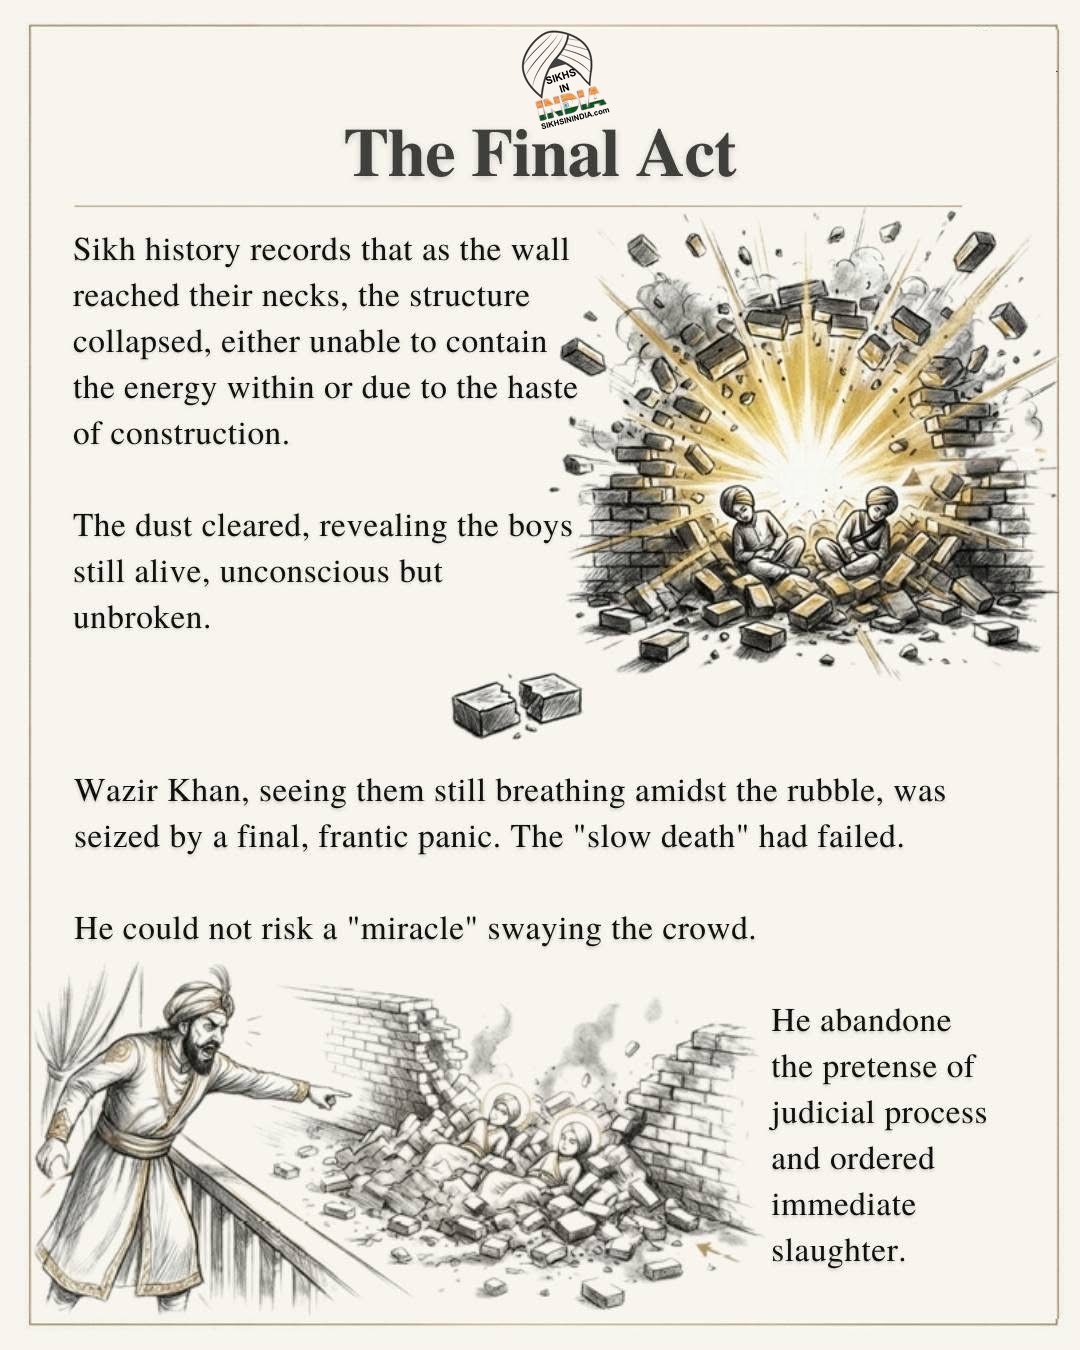 SIKHS
IN
INDIA
SIKHSININDIA.com
The Final Act
Sikh history records that as the wall
reached their necks, the structure
collapsed, either unable to contain
the energy within or due to the haste
of construction.
The dust cleared, revealing the boys
still alive, unconscious but
unbroken.
Wazir Khan, seeing them still breathing amidst the rubble, was
seized by a final, frantic panic. The "slow death" had failed.
He could not risk a "miracle" swaying the crowd.
He abandone
the pretense of
judicial process
and ordered
immediate
slaughter.